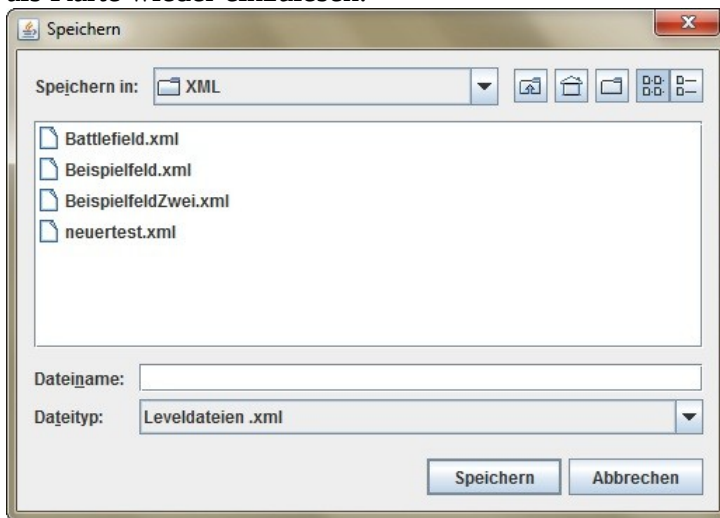 Speichern
Speichern in: XML
Battlefield.xml
Beispielfeld.xml
BeispielfeldZwei.xml
neuertest.xml
Dateiname:
Dateityp: Leveldateien .xml
Speichern Abbrechen